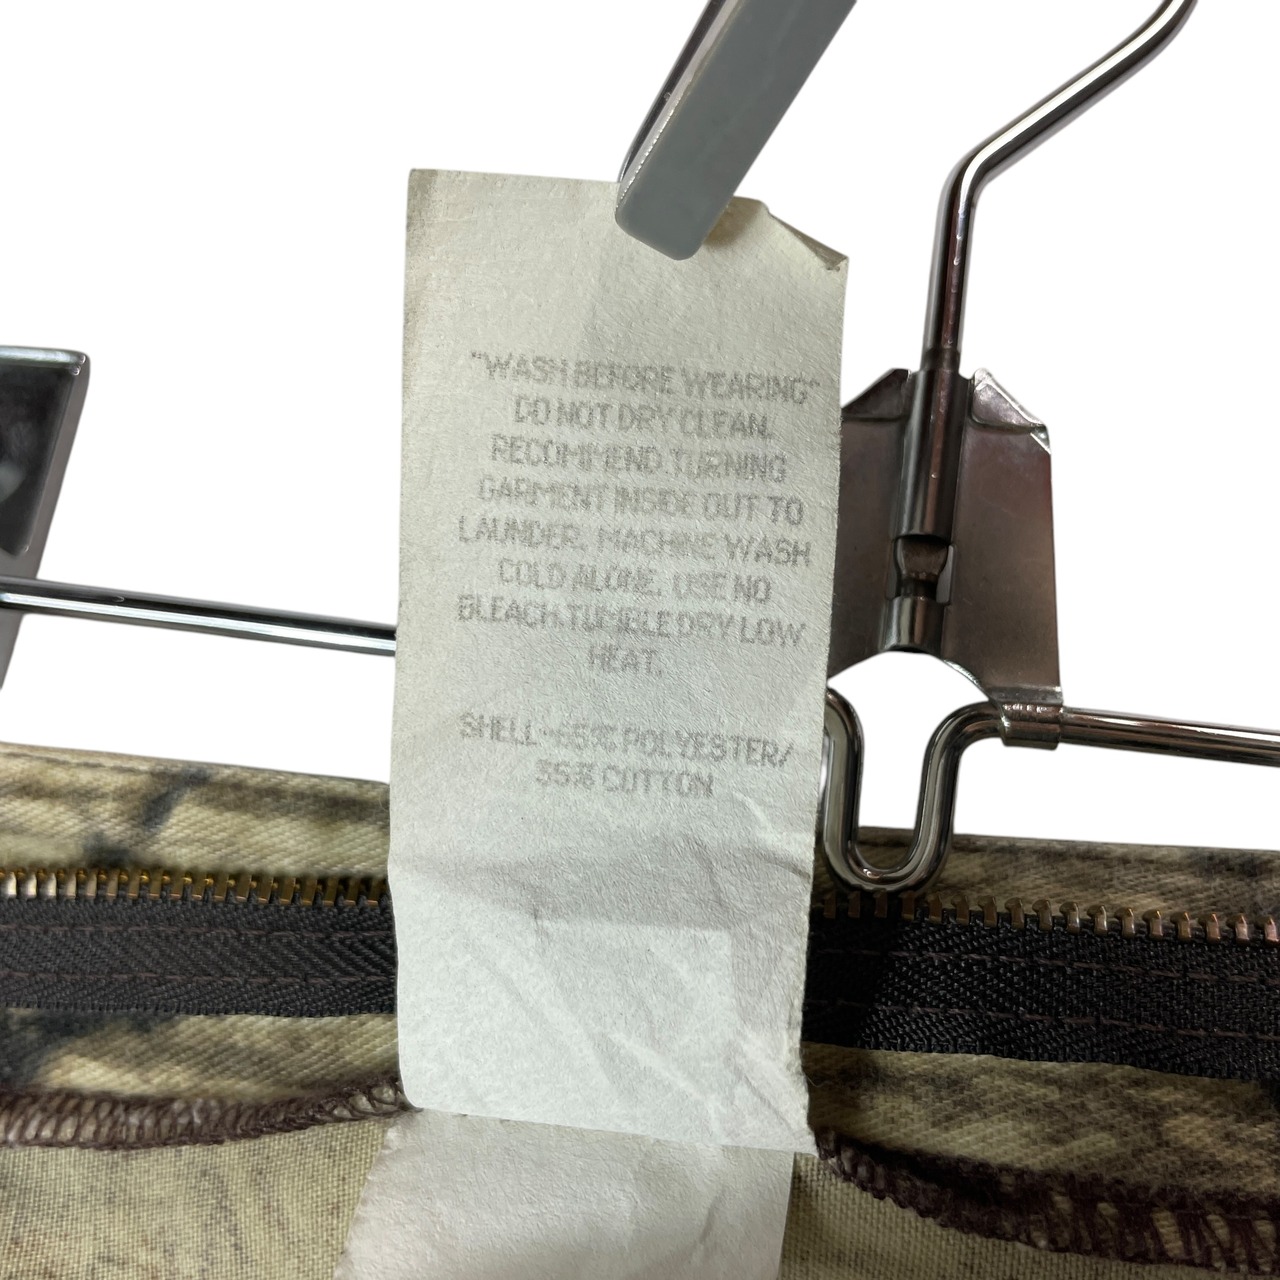 "WASH BEFORE WEARING"
DO NOT DRY CLEAN.
RECOMMEND TURNING
GARMENT INSIDE OUT TO
LAUNDER. MACHINE WASH
COLD ALONE. USE NO
BLEACH.TUMBLE DRY LOW
HEAT.
SHELL-65% POLYESTER/
35% COTTON